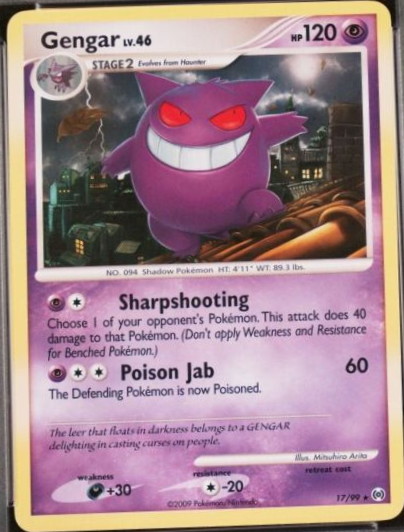 Gengar LV.46 HP 120
STAGE 2 Evolves from Haunter
NO. 094 Shadow Pokémon HT: 4'11" WT: 89.3 lbs.
Sharpshooting
Choose 1 of your opponent's Pokémon. This attack does 40
damage to that Pokémon. (Don't apply Weakness and Resistance
for Benched Pokémon.)
Poison Jab 60
The Defending Pokémon is now Poisoned.
The leer that floats in darkness belongs to a GENGAR
delighting in casting curses on people.
Illus. Mitsuhiro Arita
weakness resistance retreat cost
+30 -20
17/99
©2009 Pokémon/Nintendo